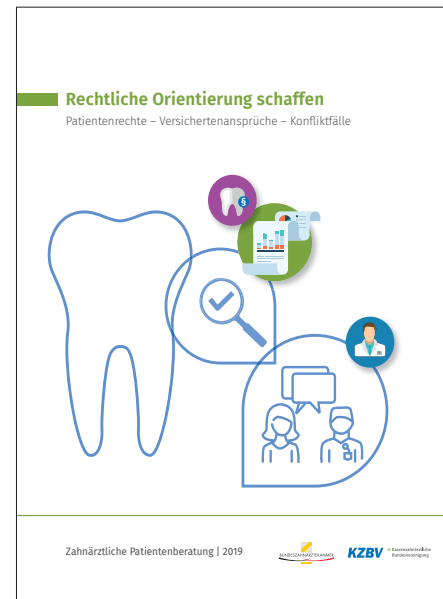 Rechtliche Orientierung schaffen
Patientenrechte – Versichertenansprüche – Konfliktfälle
§
Zahnärztliche Patientenberatung | 2019
BUNDESZAHNÄRZTEKAMMER
KZBV
Kassenzahnärztliche
Bundesvereinigung